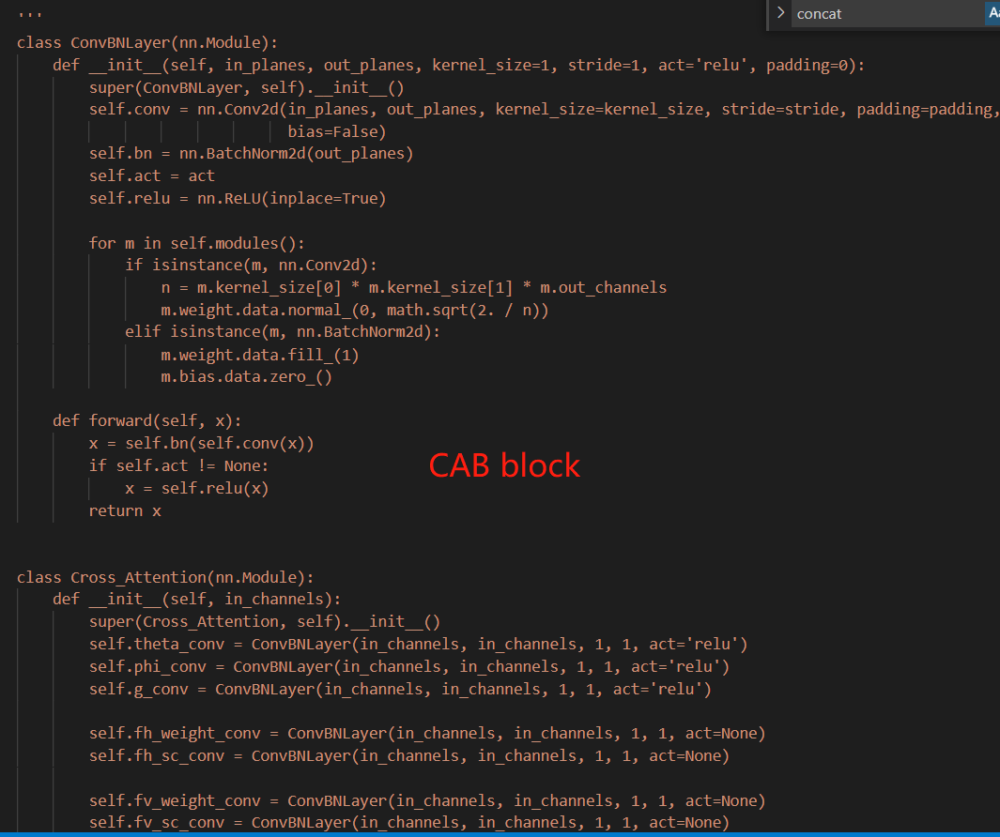 '''
concat
Aa
class ConvBNLayer(nn.Module):
    def __init__(self, in_planes, out_planes, kernel_size=1, stride=1, act='relu', padding=0):
        super(ConvBNLayer, self).__init__()
        self.conv = nn.Conv2d(in_planes, out_planes, kernel_size=kernel_size, stride=stride, padding=padding,
                              bias=False)
        self.bn = nn.BatchNorm2d(out_planes)
        self.act = act
        self.relu = nn.ReLU(inplace=True)

        for m in self.modules():
            if isinstance(m, nn.Conv2d):
                n = m.kernel_size[0] * m.kernel_size[1] * m.out_channels
                m.weight.data.normal_(0, math.sqrt(2. / n))
            elif isinstance(m, nn.BatchNorm2d):
                m.weight.data.fill_(1)
                m.bias.data.zero_()

    def forward(self, x):
        x = self.bn(self.conv(x))
        if self.act != None:
            x = self.relu(x)
        return x
CAB block

class Cross_Attention(nn.Module):
    def __init__(self, in_channels):
        super(Cross_Attention, self).__init__()
        self.theta_conv = ConvBNLayer(in_channels, in_channels, 1, 1, act='relu')
        self.phi_conv = ConvBNLayer(in_channels, in_channels, 1, 1, act='relu')
        self.g_conv = ConvBNLayer(in_channels, in_channels, 1, 1, act='relu')

        self.fh_weight_conv = ConvBNLayer(in_channels, in_channels, 1, 1, act=None)
        self.fh_sc_conv = ConvBNLayer(in_channels, in_channels, 1, 1, act=None)

        self.fv_weight_conv = ConvBNLayer(in_channels, in_channels, 1, 1, act=None)
        self.fv_sc_conv = ConvBNLayer(in_channels, in_channels, 1, 1, act=None)